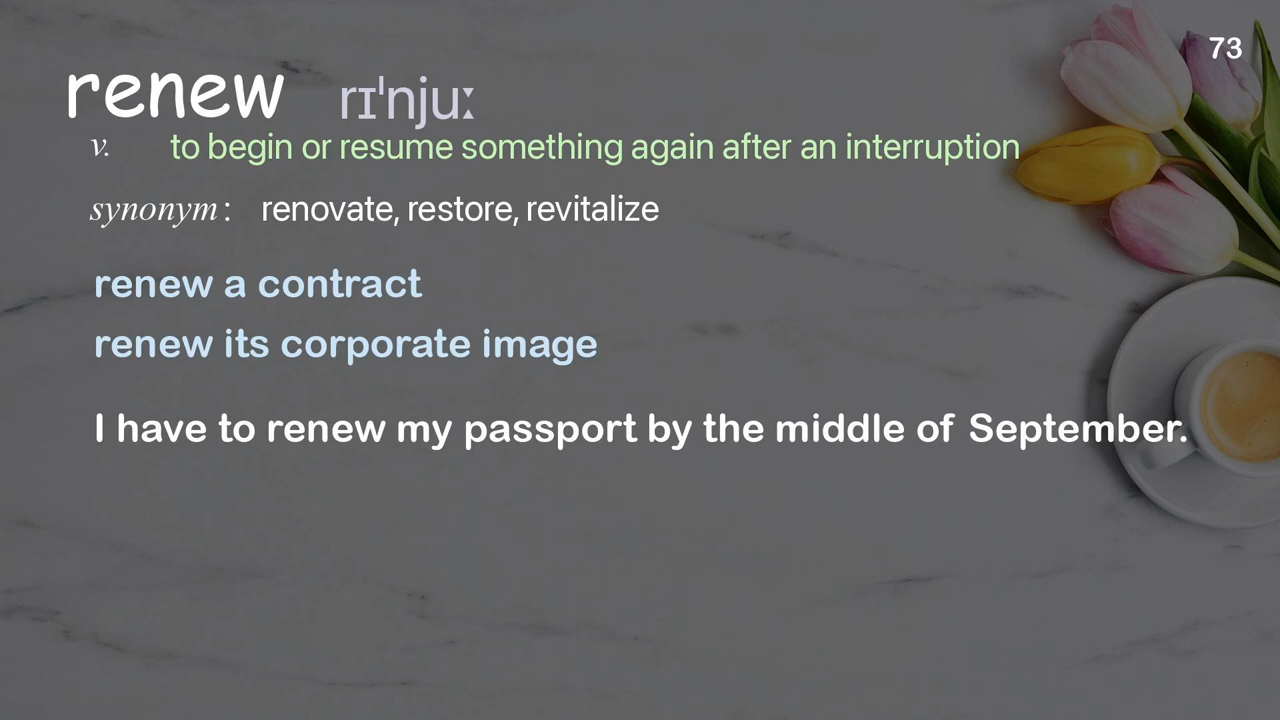 73
renew rɪˈnjuː
v. to begin or resume something again after an interruption
synonym : renovate, restore, revitalize
renew a contract
renew its corporate image
I have to renew my passport by the middle of September.